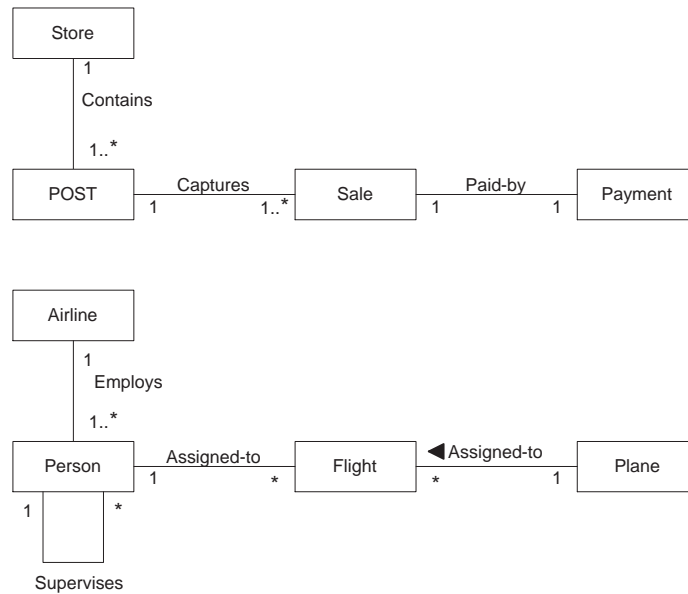 Store
1
Contains
1..*
POST
Captures
Sale
Paid-by
Payment
1
1..*
1
1
Airline
1
Employs
1..*
Person
Assigned-to
Flight
Assigned-to
Plane
1
*
*
1
1
*
Supervises